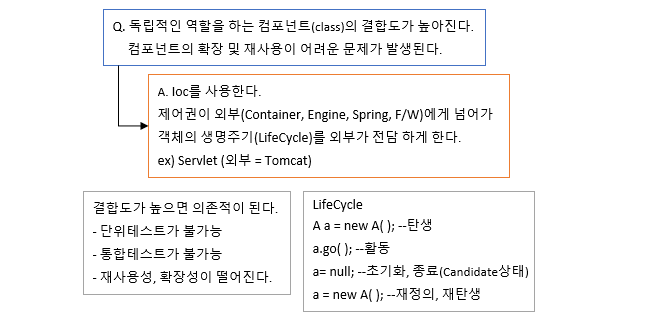 Q. 독립적인 역할을 하는 컴포넌트(class)의 결합도가 높아진다.
컴포넌트의 확장 및 재사용이 어려운 문제가 발생된다.
A. Ioc를 사용한다.
제어권이 외부(Container, Engine, Spring, F/W)에게 넘어가
객체의 생명주기(LifeCycle)를 외부가 전담 하게 한다.
ex) Servlet (외부 = Tomcat)
결합도가 높으면 의존적이 된다.
- 단위테스트가 불가능
- 통합테스트가 불가능
- 재사용성, 확장성이 떨어진다.
LifeCycle
A a = new A( ); --탄생
a.go( ); --활동
a= null; --초기화, 종료(Candidate상태)
a = new A( ); --재정의, 재탄생